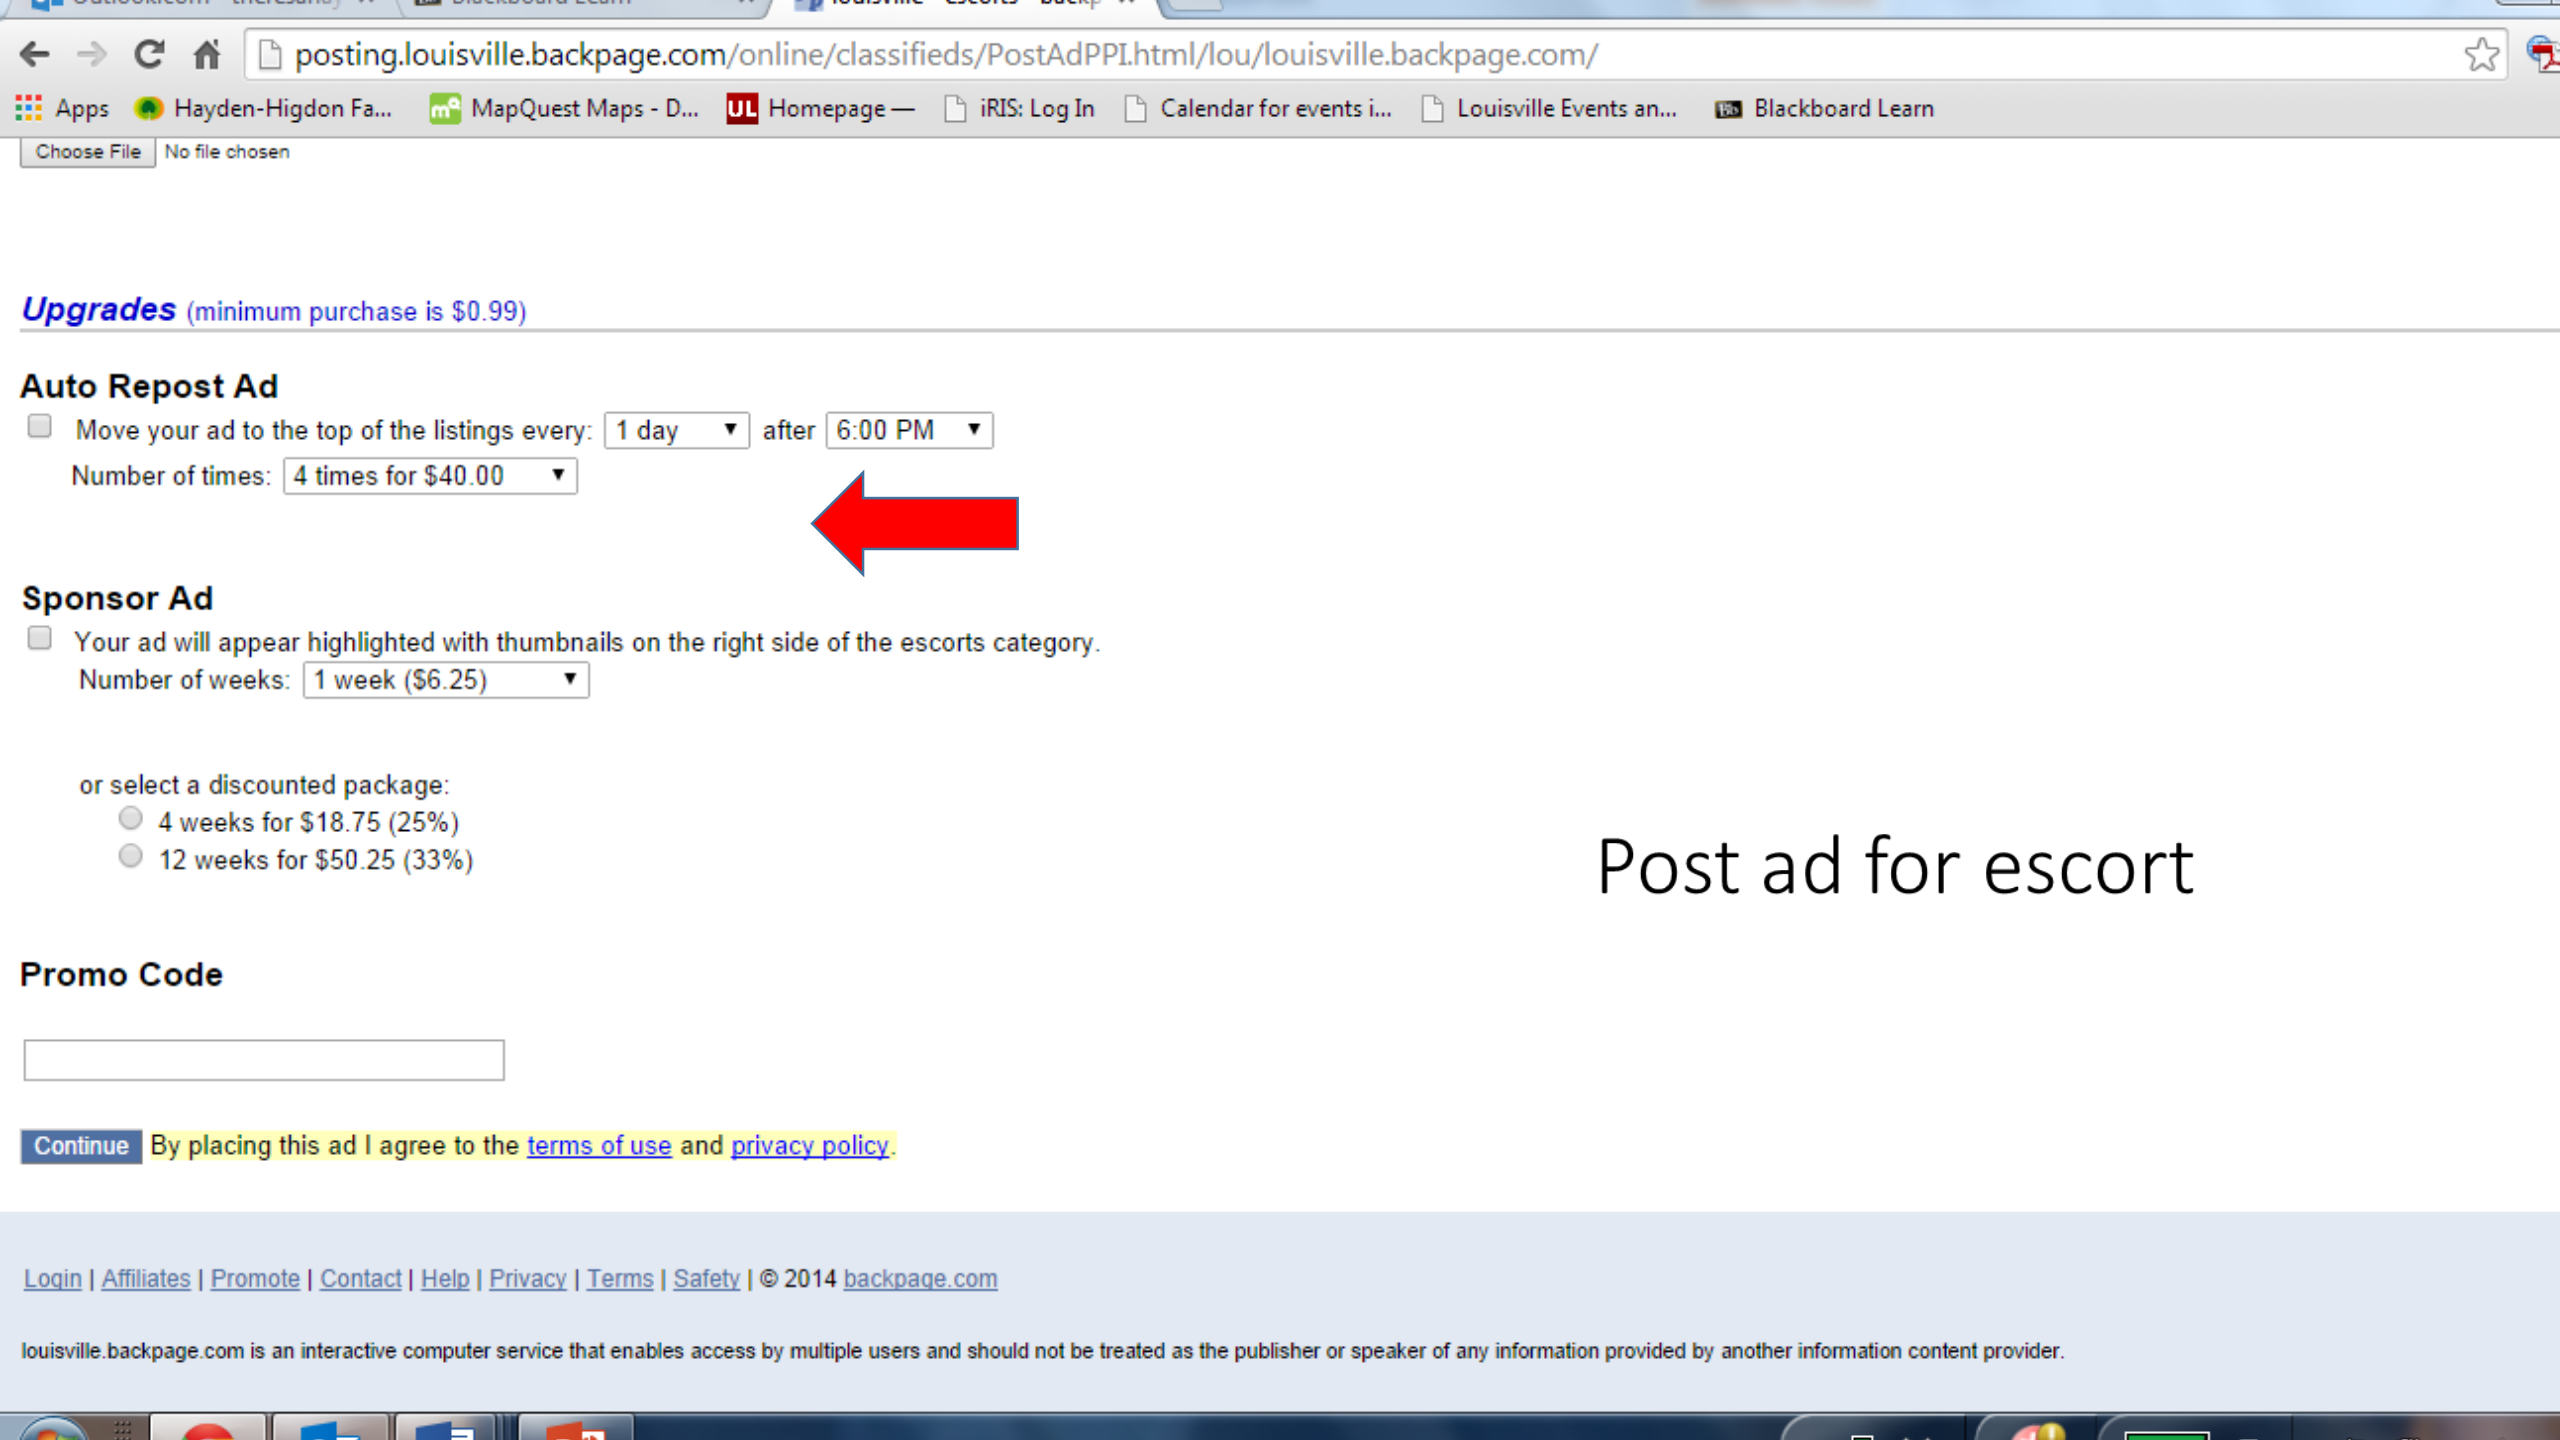 posting.louisville.backpage.com/online/classifieds/PostAdPPI.html/lou/louisville.backpage.com/
Apps Hayden-Higdon Fa... MapQuest Maps - D... UL Homepage — iRIS: Log In Calendar for events i... Louisville Events an... Bb Blackboard Learn
Choose File No file chosen
Upgrades (minimum purchase is $0.99)
Auto Repost Ad
Move your ad to the top of the listings every: 1 day after 6:00 PM
Number of times: 4 times for $40.00
Sponsor Ad
Your ad will appear highlighted with thumbnails on the right side of the escorts category.
Number of weeks: 1 week ($6.25)
or select a discounted package:
4 weeks for $18.75 (25%)
12 weeks for $50.25 (33%)
Post ad for escort
Promo Code
Continue By placing this ad I agree to the terms of use and privacy policy.
Login | Affiliates | Promote | Contact | Help | Privacy | Terms | Safety | © 2014 backpage.com
louisville.backpage.com is an interactive computer service that enables access by multiple users and should not be treated as the publisher or speaker of any information provided by another information content provider.